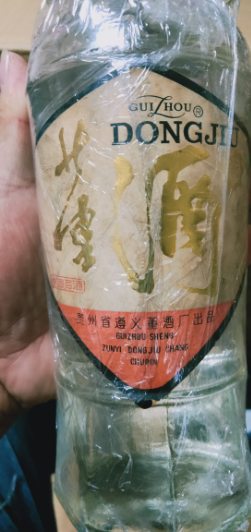 GUIZHOU®
DONGJIU
董酒
贵州省遵义董酒厂出品
GUIZHOU SHENG
ZUNYI DONGJIU CHANG
CHUPIN